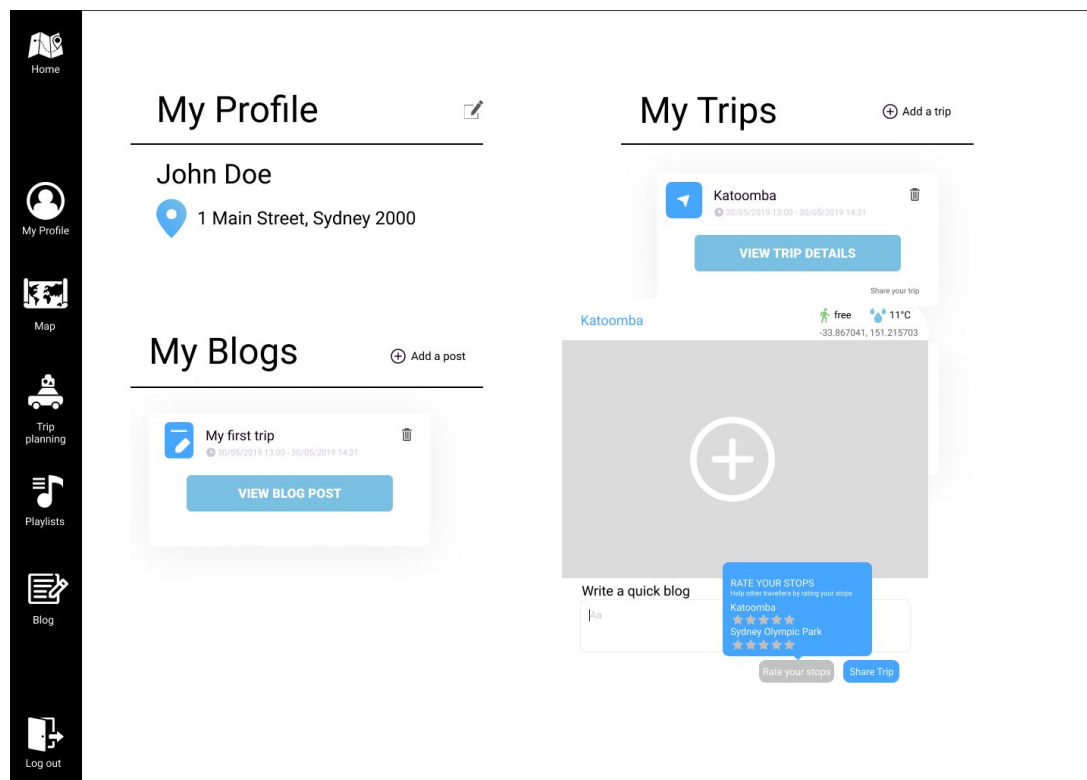 Home
My Profile
Map
Trip
planning
Playlists
Blog
Log out
My Profile
John Doe
1 Main Street, Sydney 2000
My Blogs
Add a post
My first trip
30/05/2019 13:00 - 30/05/2019 14:31
VIEW BLOG POST
My Trips
Add a trip
Katoomba
30/05/2019 13:00 - 30/05/2019 14:31
VIEW TRIP DETAILS
Share your trip
Katoomba
free
11°C
-33.867041, 151.215703
Write a quick blog
Aa
RATE YOUR STOPS
Help other travellers by rating your stops
Katoomba
Sydney Olympic Park
Rate your stops
Share Trip